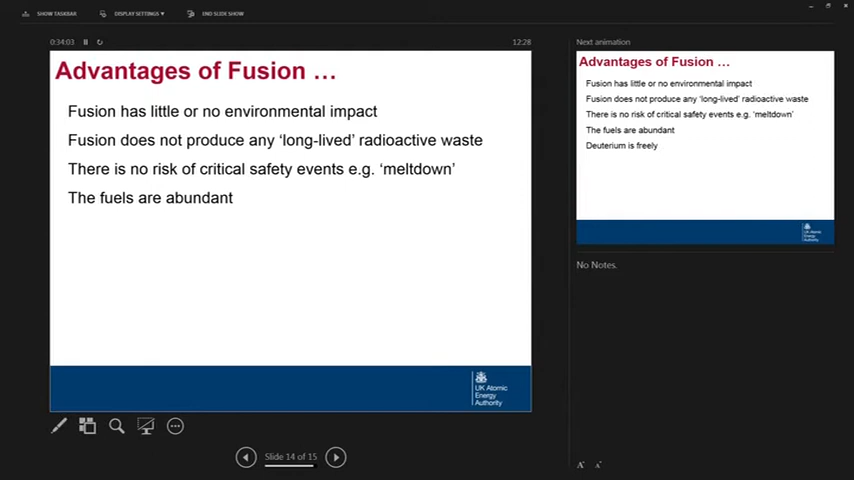 SHOW TASKBAR
DISPLAY SETTINGS
END SLIDE SHOW
0:34:03
12:28
Advantages of Fusion …
Fusion has little or no environmental impact
Fusion does not produce any ‘long-lived’ radioactive waste
There is no risk of critical safety events e.g. ‘meltdown’
The fuels are abundant
UK Atomic
Energy
Authority
Slide 14 of 15
Next animation
Advantages of Fusion …
Fusion has little or no environmental impact
Fusion does not produce any ‘long-lived’ radioactive waste
There is no risk of critical safety events e.g. ‘meltdown’
The fuels are abundant
Deuterium is freely
UK Atomic
Energy
Authority
No Notes.
A A